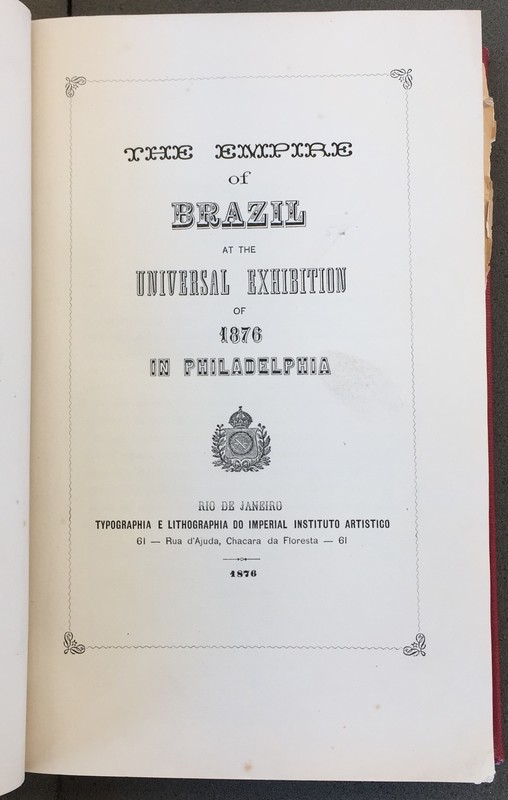 THE EMPIRE
of
BRAZIL
AT THE
UNIVERSAL EXHIBITION
OF
1876
IN PHILADELPHIA
RIO DE JANEIRO
TYPOGRAPHIA E LITHOGRAPHIA DO IMPERIAL INSTITUTO ARTISTICO
61 — Rua d'Ajuda, Chacara da Floresta — 61
1876